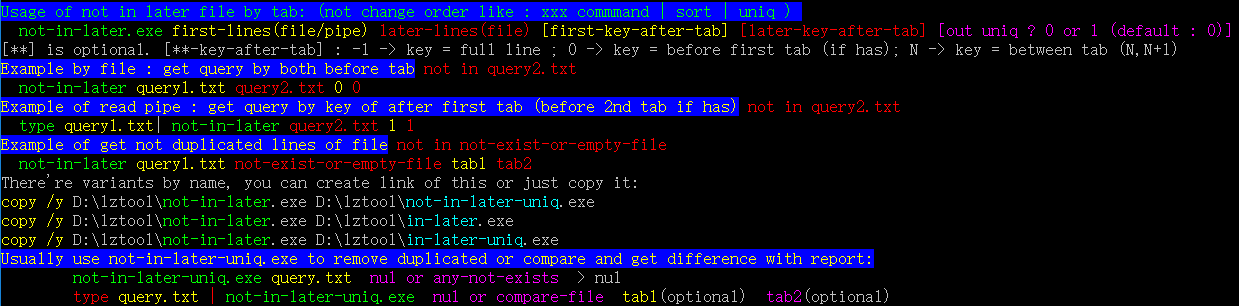 Usage of not in later file by tab: (not change order like : xxx commmand | sort | uniq )
not-in-later.exe first-lines(file/pipe) later-lines(file) [first-key-after-tab] [later-key-after-tab] [out uniq ? 0 or 1 (default : 0)]
[**] is optional. [**-key-after-tab] : -1 -> key = full line ; 0 -> key = before first tab (if has); N -> key = between tab (N,N+1)
Example by file : get query by both before tab not in query2.txt
not-in-later query1.txt query2.txt 0 0
Example of read pipe : get query by key of after first tab (before 2nd tab if has) not in query2.txt
type query1.txt| not-in-later query2.txt 1 1
Example of get not duplicated lines of file not in not-exist-or-empty-file
not-in-later query1.txt not-exist-or-empty-file tab1 tab2
There're variants by name, you can create link of this or just copy it:
copy /y D:\lztool\not-in-later.exe D:\lztool\not-in-later-uniq.exe
copy /y D:\lztool\not-in-later.exe D:\lztool\in-later.exe
copy /y D:\lztool\not-in-later.exe D:\lztool\in-later-uniq.exe
Usually use not-in-later-uniq.exe to remove duplicated or compare and get difference with report:
not-in-later-uniq.exe query.txt nul or any-not-exists > nul
type query.txt | not-in-later-uniq.exe nul or compare-file tab1(optional) tab2(optional)